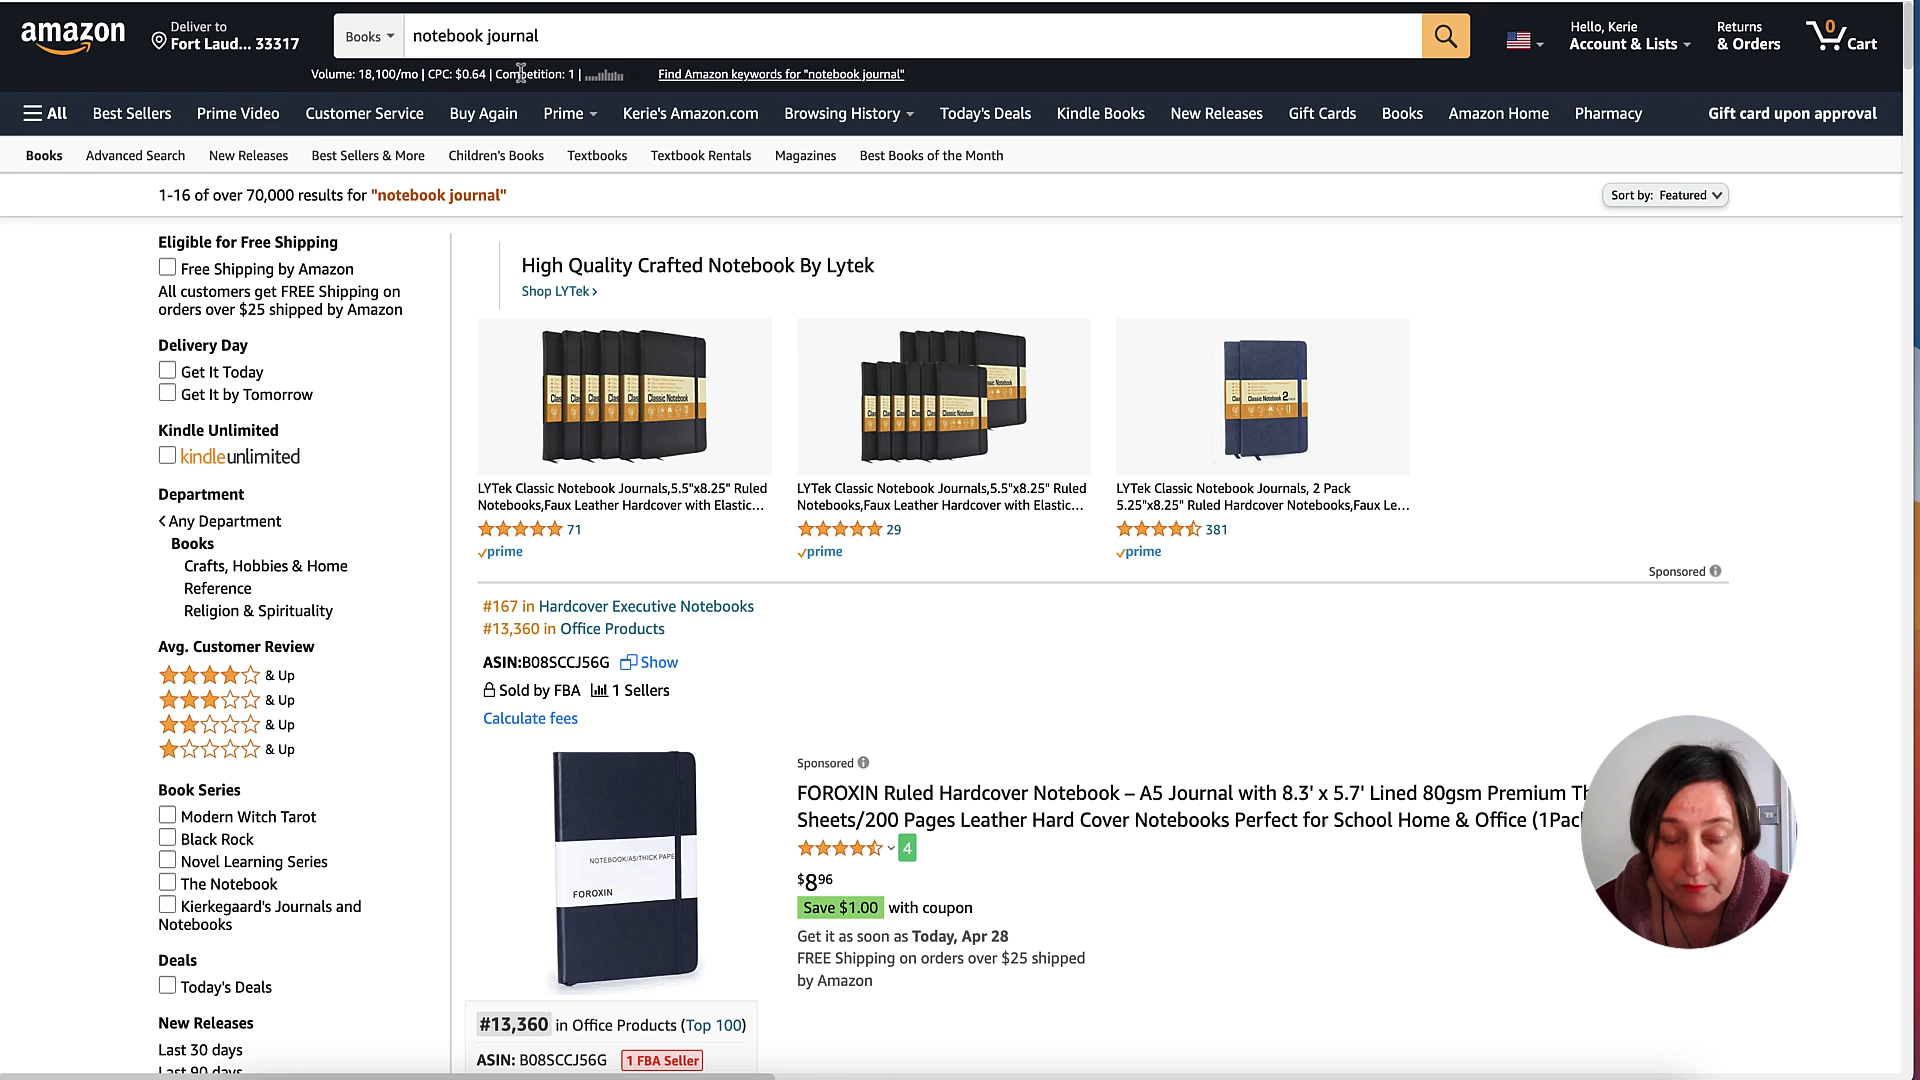 amazon
Deliver to
Fort Laud... 33317
Books
notebook journal
Hello, Kerie
Account & Lists
Returns
& Orders
0
Cart
Volume: 18,100/mo | CPC: $0.64 | Competition: 1 |
Find Amazon keywords for "notebook journal"
All
Best Sellers
Prime Video
Customer Service
Buy Again
Prime
Kerie's Amazon.com
Browsing History
Today's Deals
Kindle Books
New Releases
Gift Cards
Books
Amazon Home
Pharmacy
Gift card upon approval
Books
Advanced Search
New Releases
Best Sellers & More
Children's Books
Textbooks
Textbook Rentals
Magazines
Best Books of the Month
1-16 of over 70,000 results for "notebook journal"
Sort by: Featured
Eligible for Free Shipping
Free Shipping by Amazon
All customers get FREE Shipping on
orders over $25 shipped by Amazon
Delivery Day
Get It Today
Get It by Tomorrow
Kindle Unlimited
kindleunlimited
Department
Any Department
Books
Crafts, Hobbies & Home
Reference
Religion & Spirituality
Avg. Customer Review
& Up
& Up
& Up
& Up
Book Series
Modern Witch Tarot
Black Rock
Novel Learning Series
The Notebook
Kierkegaard's Journals and
Notebooks
Deals
Today's Deals
New Releases
Last 30 days
Last 90 days
High Quality Crafted Notebook By Lytek
Shop LYTek ›
Classic Notebook
Classic Notebook
Classic Notebook 2
LYTek Classic Notebook Journals,5.5"x8.25" Ruled
Notebooks,Faux Leather Hardcover with Elastic...
71
prime
LYTek Classic Notebook Journals,5.5"x8.25" Ruled
Notebooks,Faux Leather Hardcover with Elastic...
29
prime
LYTek Classic Notebook Journals, 2 Pack
5.25"x8.25" Ruled Hardcover Notebooks,Faux Le...
381
prime
Sponsored
#167 in Hardcover Executive Notebooks
#13,360 in Office Products
ASIN:B08SCCJ56G
Show
Sold by FBA
1 Sellers
Calculate fees
NOTEBOOK/A5/THICK PAPE
FOROXIN
Sponsored
FOROXIN Ruled Hardcover Notebook – A5 Journal with 8.3' x 5.7' Lined 80gsm Premium Th
Sheets/200 Pages Leather Hard Cover Notebooks Perfect for School Home & Office (1Pac
4
$8 96
Save $1.00 with coupon
Get it as soon as Today, Apr 28
FREE Shipping on orders over $25 shipped
by Amazon
#13,360 in Office Products (Top 100)
ASIN: B08SCCJ56G
1 FBA Seller